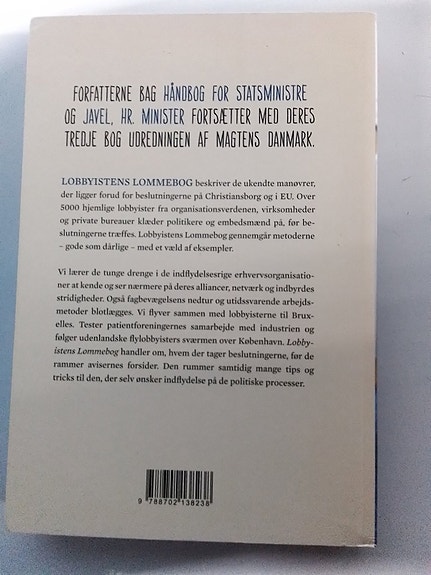 FORFATTERNE BAG HÅNDBOG FOR STATSMINISTRE
OG JAVEL, HR. MINISTER FORTSÆTTER MED DERES
TREDJE BOG UDREDNINGEN AF MAGTENS DANMARK.
LOBBYISTENS LOMMEBOG beskriver de ukendte manøvrer,
der ligger forud for beslutningerne på Christiansborg og i EU. Over
5000 hjemlige lobbyister fra organisationsverdenen, virksomheder
og private bureauer klæder politikere og embedsmænd på, før be-
slutningerne træffes. Lobbyistens Lommebog gennemgår metoderne
– gode som dårlige – med et væld af eksempler.
Vi lærer de tunge drenge i de indflydelsesrige erhvervsorganisatio-
ner at kende og ser nærmere på deres alliancer, netværk og indbyrdes
stridigheder. Også fagbevægelsens nedtur og utidssvarende arbejds-
metoder blotlægges. Vi flyver sammen med lobbyisterne til Brux-
elles. Tester patientforeningernes samarbejde med industrien og
følger udenlandske flylobbyisters sværmen over København. Lobby-
istens Lommebog handler om, hvem der tager beslutningerne, før de
rammer avisernes forsider. Den rummer samtidig mange tips og
tricks til den, der selv ønsker indflydelse på de politiske processer.
9 788702 138238